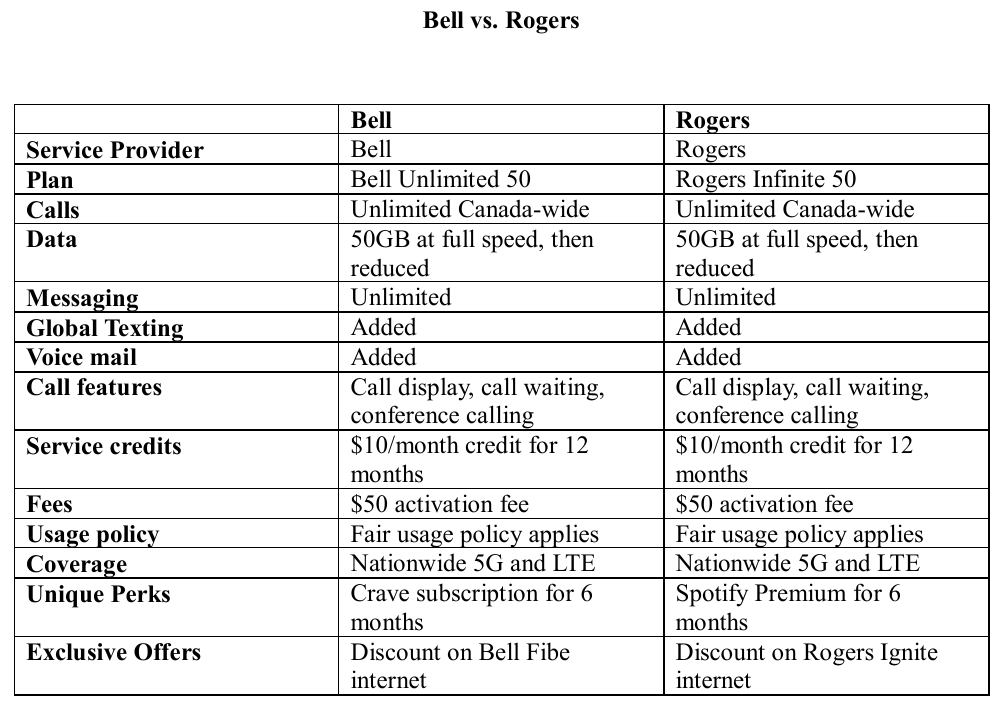 Bell vs. Rogers
Bell Rogers
Service Provider Bell Rogers
Plan Bell Unlimited 50 Rogers Infinite 50
Calls Unlimited Canada-wide Unlimited Canada-wide
Data 50GB at full speed, then 50GB at full speed, then
reduced reduced
Messaging Unlimited Unlimited
Global Texting Added Added
Voice mail Added Added
Call features Call display, call waiting, Call display, call waiting,
conference calling conference calling
Service credits $10/month credit for 12 $10/month credit for 12
months months
Fees $50 activation fee $50 activation fee
Usage policy Fair usage policy applies Fair usage policy applies
Coverage Nationwide 5G and LTE Nationwide 5G and LTE
Unique Perks Crave subscription for 6 Spotify Premium for 6
months months
Exclusive Offers Discount on Bell Fibe Discount on Rogers Ignite
internet internet